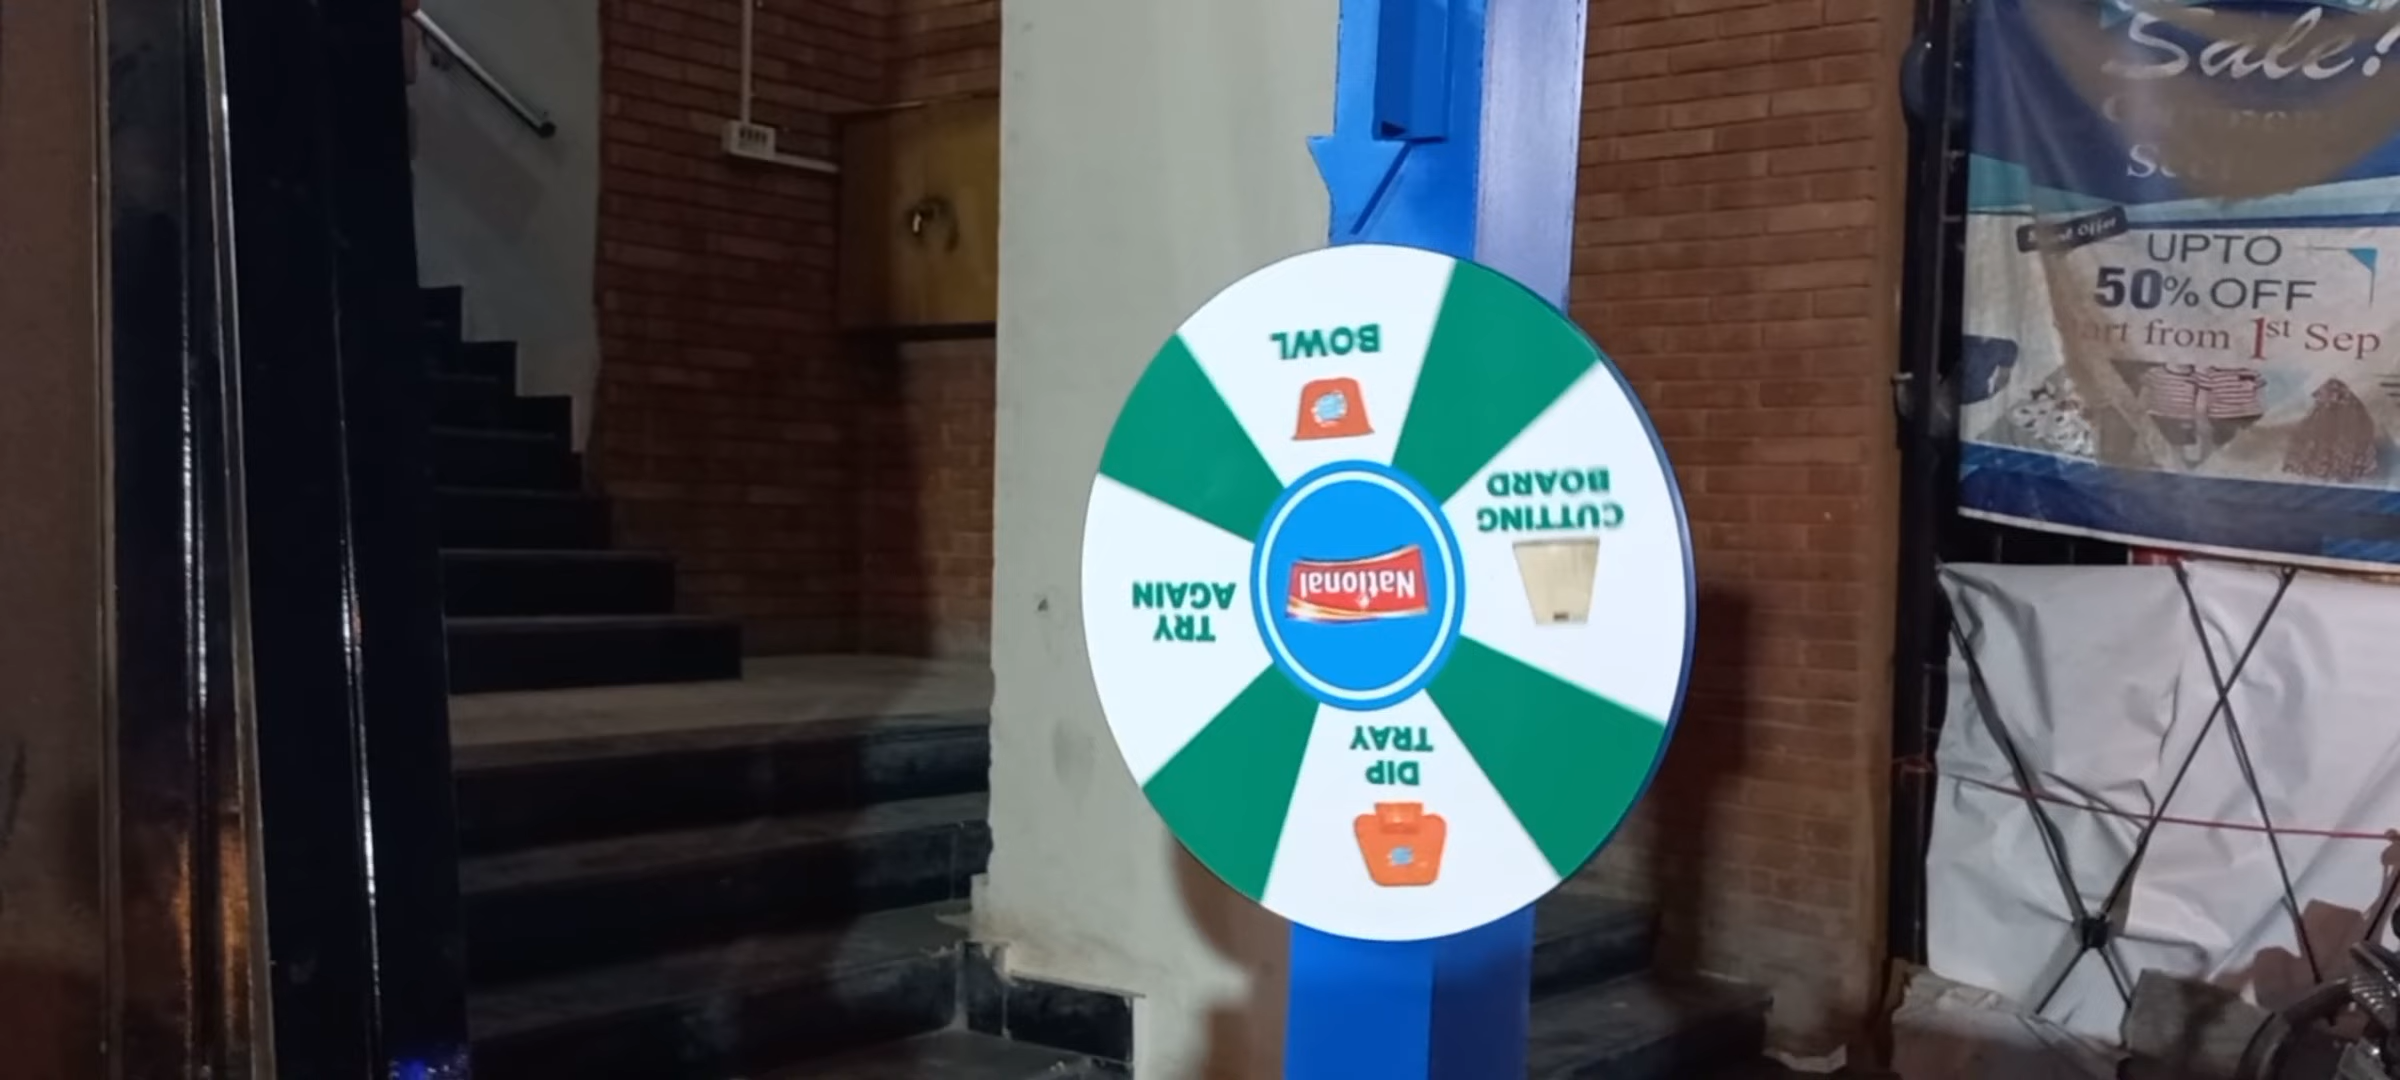 BOWL
CUTTING
BOARD
DIP
TRAY
TRY
AGAIN
National
Sale!
UPTO
50% OFF
from 1st Sep